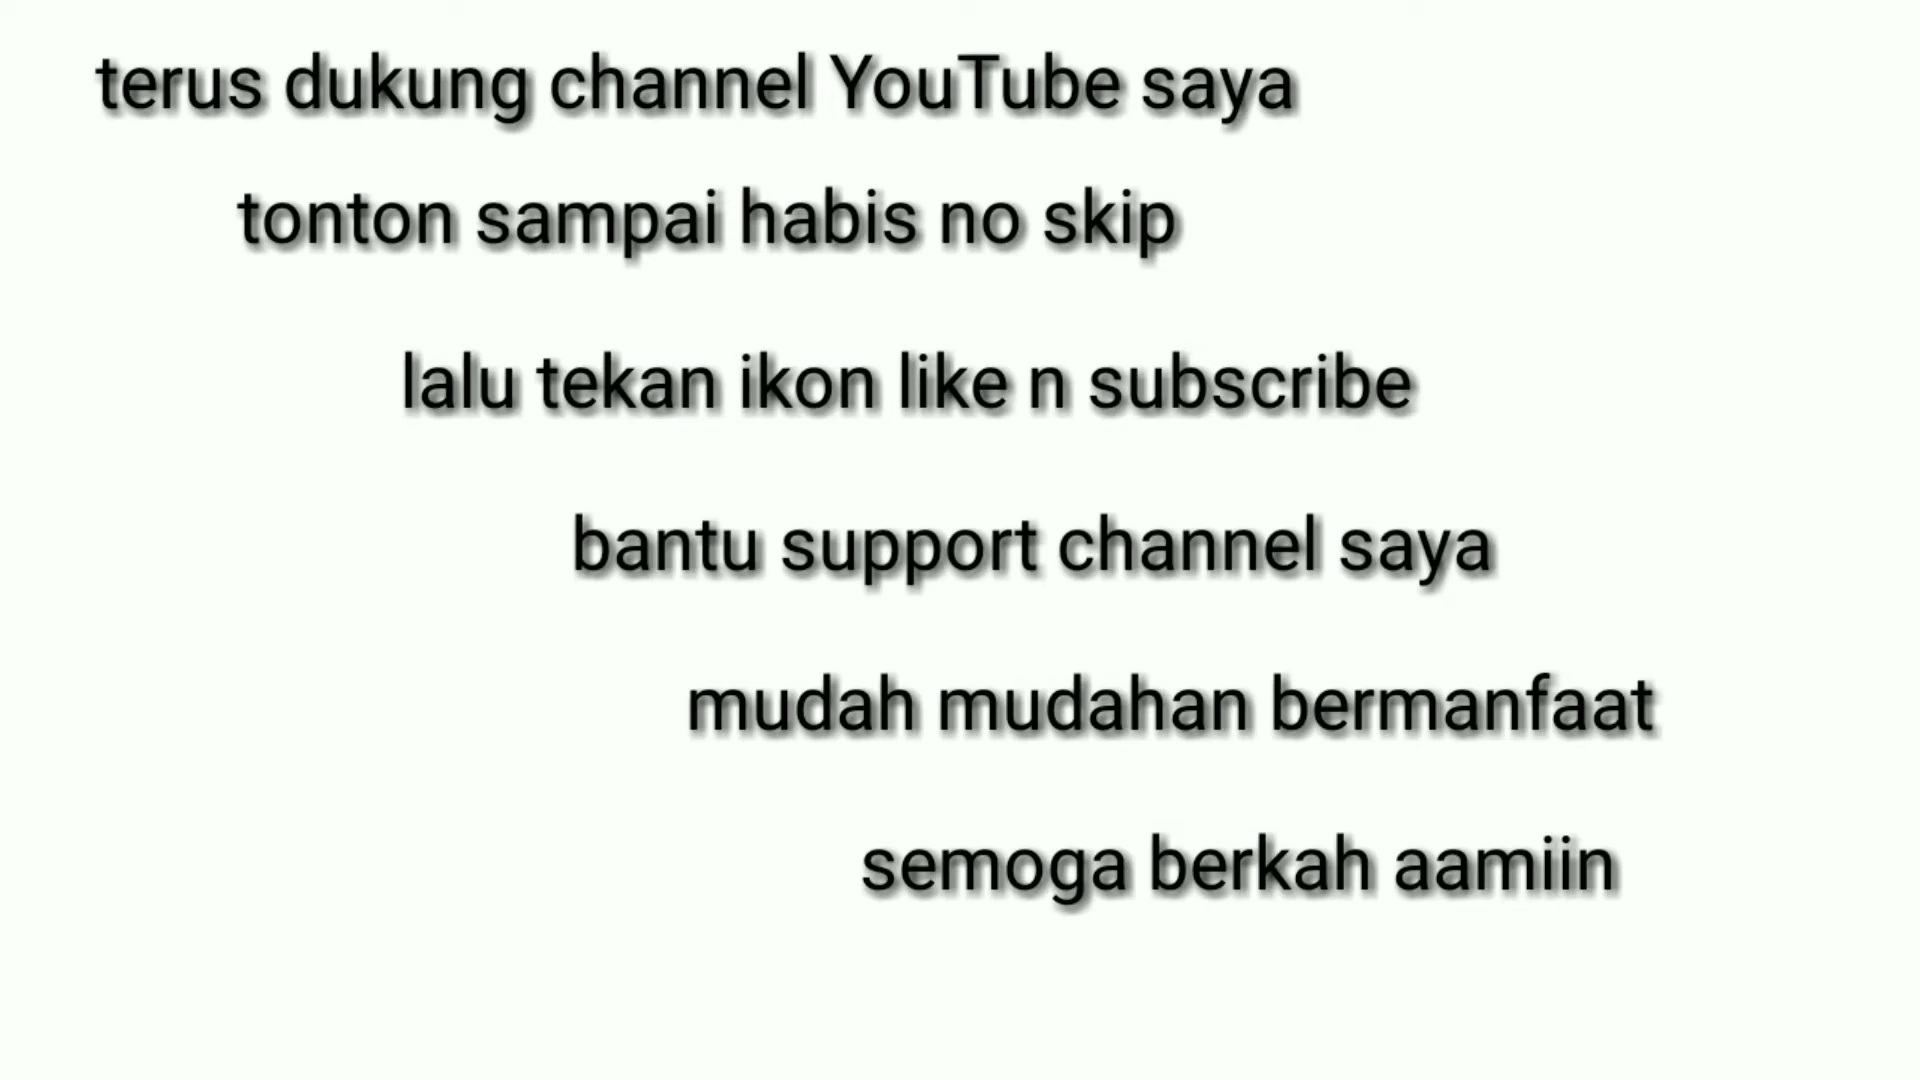 terus dukung channel YouTube saya
tonton sampai habis no skip
lalu tekan ikon like n subscribe
bantu support channel saya
mudah mudahan bermanfaat
semoga berkah aamiin